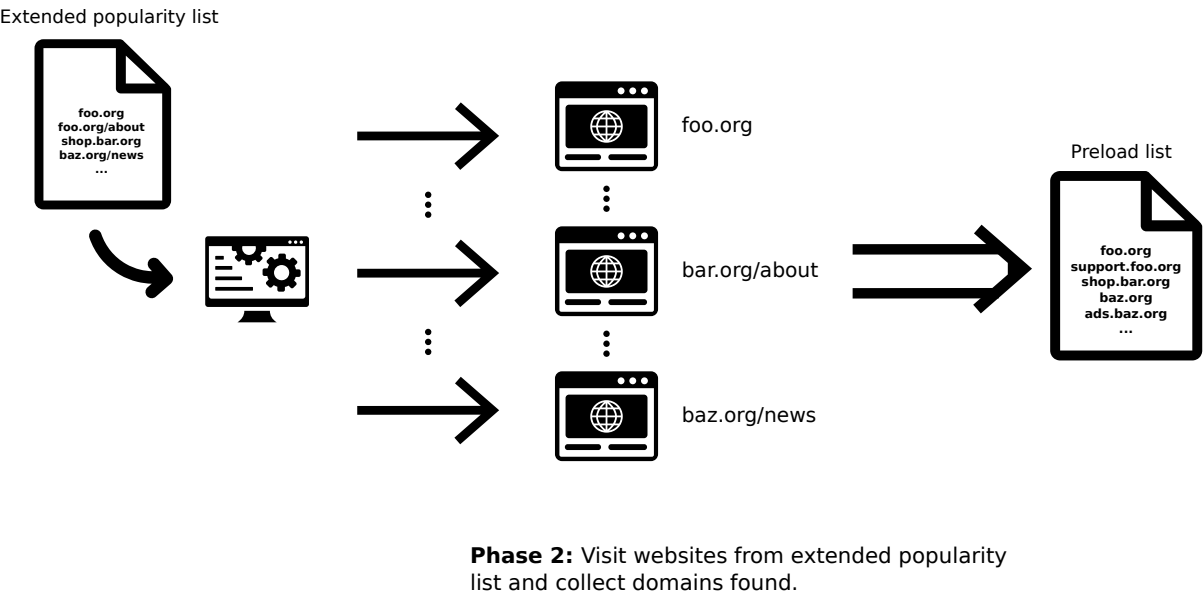 Extended popularity list
foo.org
foo.org/about
shop.bar.org
baz.org/news
...
foo.org
bar.org/about
baz.org/news
Preload list
foo.org
support.foo.org
shop.bar.org
baz.org
ads.baz.org
...
Phase 2: Visit websites from extended popularity
list and collect domains found.